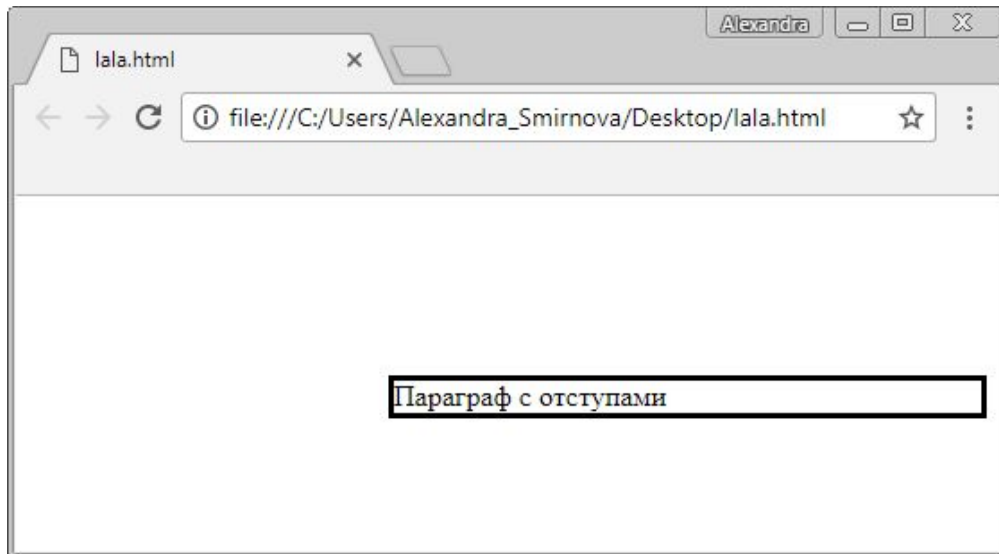 Alexandra
lala.html
file:///C:/Users/Alexandra_Smirnova/Desktop/lala.html
Параграф с отступами